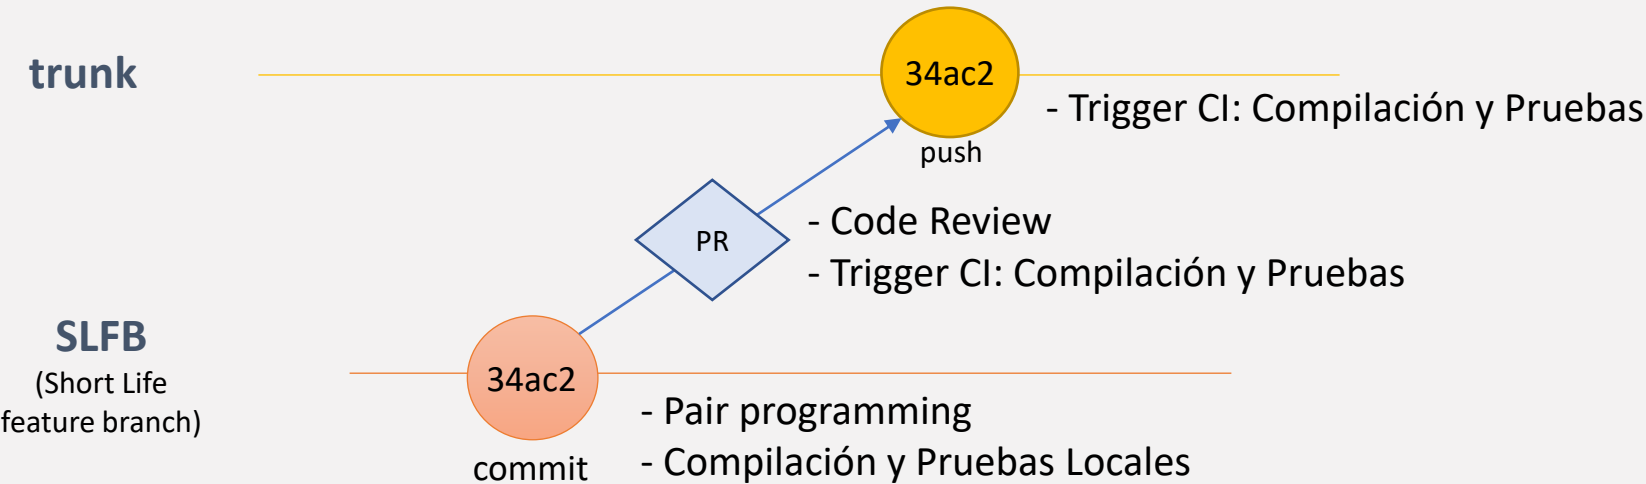 trunk
34ac2
- Trigger CI: Compilación y Pruebas
push
PR
- Code Review
- Trigger CI: Compilación y Pruebas
SLFB
(Short Life
feature branch)
34ac2
commit
- Pair programming
- Compilación y Pruebas Locales